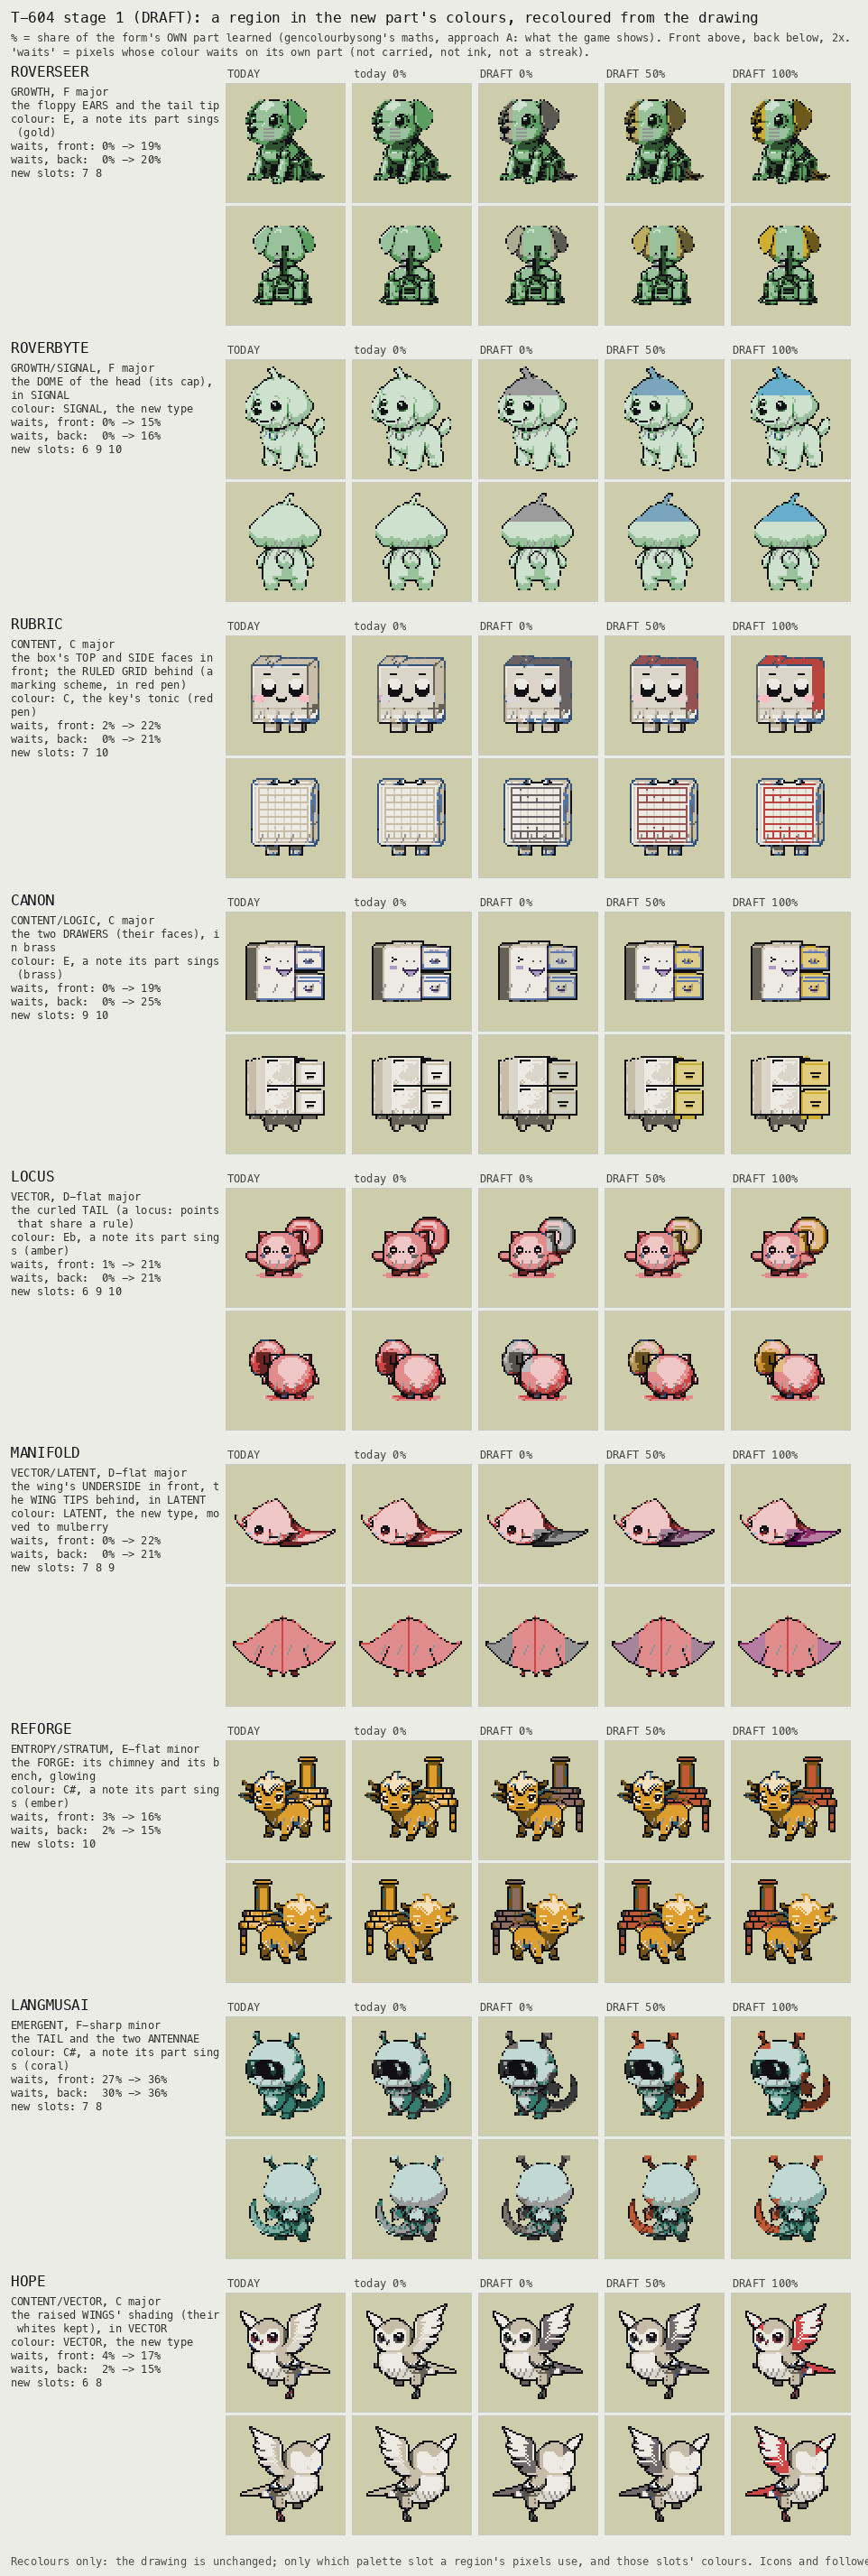 T—604 stage 1 (DRAFT): a region in the new part's colours, recoloured from the drawing
% = share of the form's OWN part learned (gencolourbysong's maths, approach A: what the game shows). Front above, back below, 2x.
'waits' = pixels whose colour waits on its own part (not carried, not ink, not a streak).
ROVERSEER
TODAY today 0% DRAFT 0% DRAFT 50% DRAFT 100%
GROWTH, F major
the floppy EARS and the tail tip
colour: E, a note its part sings
(gold)
waits, front: 0% —> 19%
waits, back: 0% —> 20%
new slots: 7 8
ROVERBYTE
TODAY today 0% DRAFT 0% DRAFT 50% DRAFT 100%
GROWTH/SIGNAL, F major
the DOME of the head (its cap),
in SIGNAL
colour: SIGNAL, the new type
waits, front: 0% —> 15%
waits, back: 0% —> 16%
new slots: 6 9 10
RUBRIC
TODAY today 0% DRAFT 0% DRAFT 50% DRAFT 100%
CONTENT, C major
the box's TOP and SIDE faces in
front; the RULED GRID behind (a
marking scheme, in red pen)
colour: C, the key's tonic (red
pen)
waits, front: 2% —> 22%
waits, back: 0% —> 21%
new slots: 7 10
CANON
TODAY today 0% DRAFT 0% DRAFT 50% DRAFT 100%
CONTENT/LOGIC, C major
the two DRAWERS (their faces), i
n brass
colour: E, a note its part sings
(brass)
waits, front: 0% —> 19%
waits, back: 0% —> 25%
new slots: 9 10
LOCUS
TODAY today 0% DRAFT 0% DRAFT 50% DRAFT 100%
VECTOR, D—flat major
the curled TAIL (a locus: points
that share a rule)
colour: Eb, a note its part sing
s (amber)
waits, front: 1% —> 21%
waits, back: 0% —> 21%
new slots: 6 9 10
MANIFOLD
TODAY today 0% DRAFT 0% DRAFT 50% DRAFT 100%
VECTOR/LATENT, D—flat major
the wing's UNDERSIDE in front, t
he WING TIPS behind, in LATENT
colour: LATENT, the new type, mo
ved to mulberry
waits, front: 0% —> 22%
waits, back: 0% —> 21%
new slots: 7 8 9
REFORGE
TODAY today 0% DRAFT 0% DRAFT 50% DRAFT 100%
ENTROPY/STRATUM, E—flat minor
the FORGE: its chimney and its b
ench, glowing
colour: C#, a note its part sing
s (ember)
waits, front: 3% —> 16%
waits, back: 2% —> 15%
new slots: 10
LANGMUSAI
TODAY today 0% DRAFT 0% DRAFT 50% DRAFT 100%
EMERGENT, F—sharp minor
the TAIL and the two ANTENNAE
colour: C#, a note its part sing
s (coral)
waits, front: 27% —> 36%
waits, back: 30% —> 36%
new slots: 7 8
HOPE
TODAY today 0% DRAFT 0% DRAFT 50% DRAFT 100%
CONTENT/VECTOR, C major
the raised WINGS' shading (their
whites kept), in VECTOR
colour: VECTOR, the new type
waits, front: 4% —> 17%
waits, back: 2% —> 15%
new slots: 6 8
Recolours only: the drawing is unchanged; only which palette slot a region's pixels use, and those slots' colours. Icons and followe